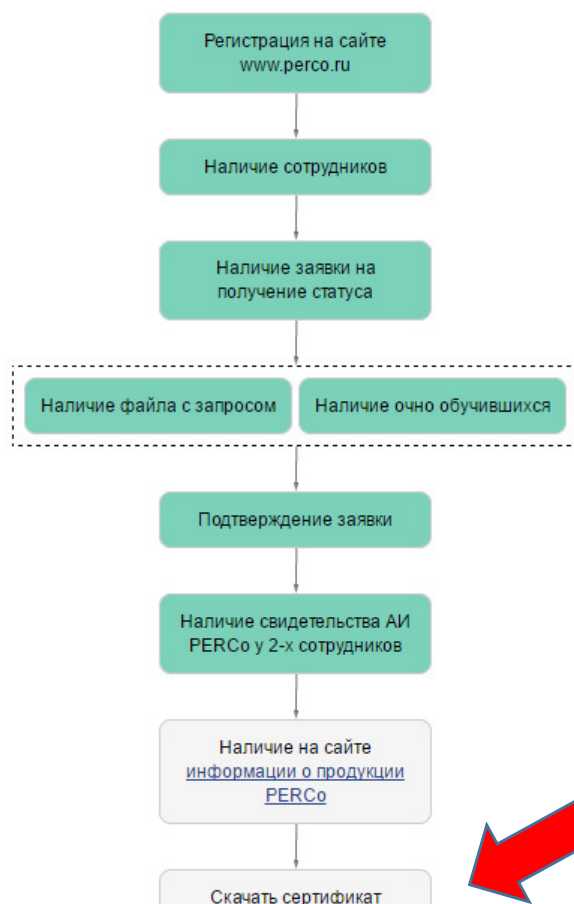 Регистрация на сайте
www.perco.ru
Наличие сотрудников
Наличие заявки на
получение статуса
Наличие файла с запросом
Наличие очно обучившихся
Подтверждение заявки
Наличие свидетельства АИ
PERCo у 2-х сотрудников
Наличие на сайте
информации о продукции
PERCo
Скачать сертификат